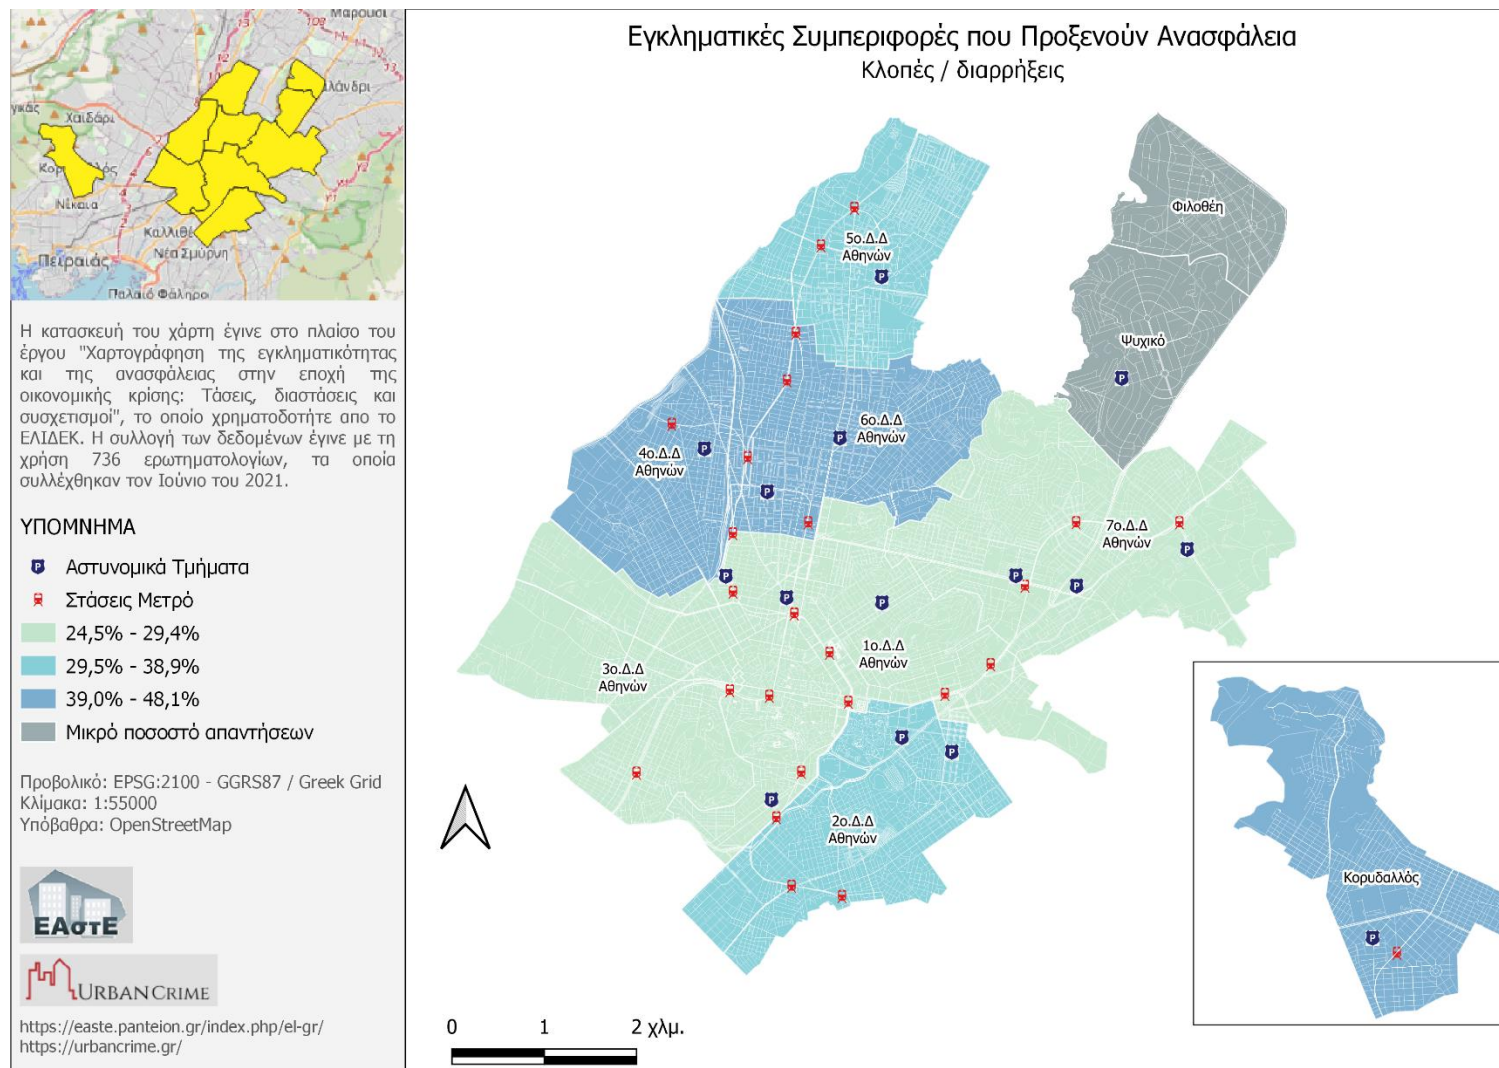 Μαρούσι
λάνδρι
Χαϊδάρι
Νίκαια
Καλλιθέ
Νέα Σμύρνη
Πειραιάς
Παλαιό Φάληρο
Η κατασκευή του χάρτη έγινε στο πλαίσο του
έργου "Χαρτογράφηση της εγκληματικότητας
και της ανασφάλειας στην εποχή της
οικονομικής κρίσης: Τάσεις, διαστάσεις και
συσχετισμοί", το οποίο χρηματοδοτήτε απο το
ΕΛΙΔΕΚ. Η συλλογή των δεδομένων έγινε με τη
χρήση 736 ερωτηματολογίων, τα οποία
συλλέχθηκαν τον Ιούνιο του 2021.
ΥΠΟΜΝΗΜΑ
Αστυνομικά Τμήματα
Στάσεις Μετρό
24,5% - 29,4%
29,5% - 38,9%
39,0% - 48,1%
Μικρό ποσοστό απαντήσεων
Προβολικό: EPSG:2100 - GGRS87 / Greek Grid
Κλίμακα: 1:55000
Υπόβαθρα: OpenStreetMap
ΕΑστΕ
URBANCRIME
https://easte.panteion.gr/index.php/el-gr/
https://urbancrime.gr/
Εγκληματικές Συμπεριφορές που Προξενούν Ανασφάλεια
Κλοπές / διαρρήξεις
Φιλοθέη
5ο.Δ.Δ
Αθηνών
Ψυχικό
6ο.Δ.Δ
Αθηνών
4ο.Δ.Δ
Αθηνών
7ο.Δ.Δ
Αθηνών
1ο.Δ.Δ
Αθηνών
3ο.Δ.Δ
Αθηνών
2ο.Δ.Δ
Αθηνών
Κορυδαλλός
0 1 2 χλμ.